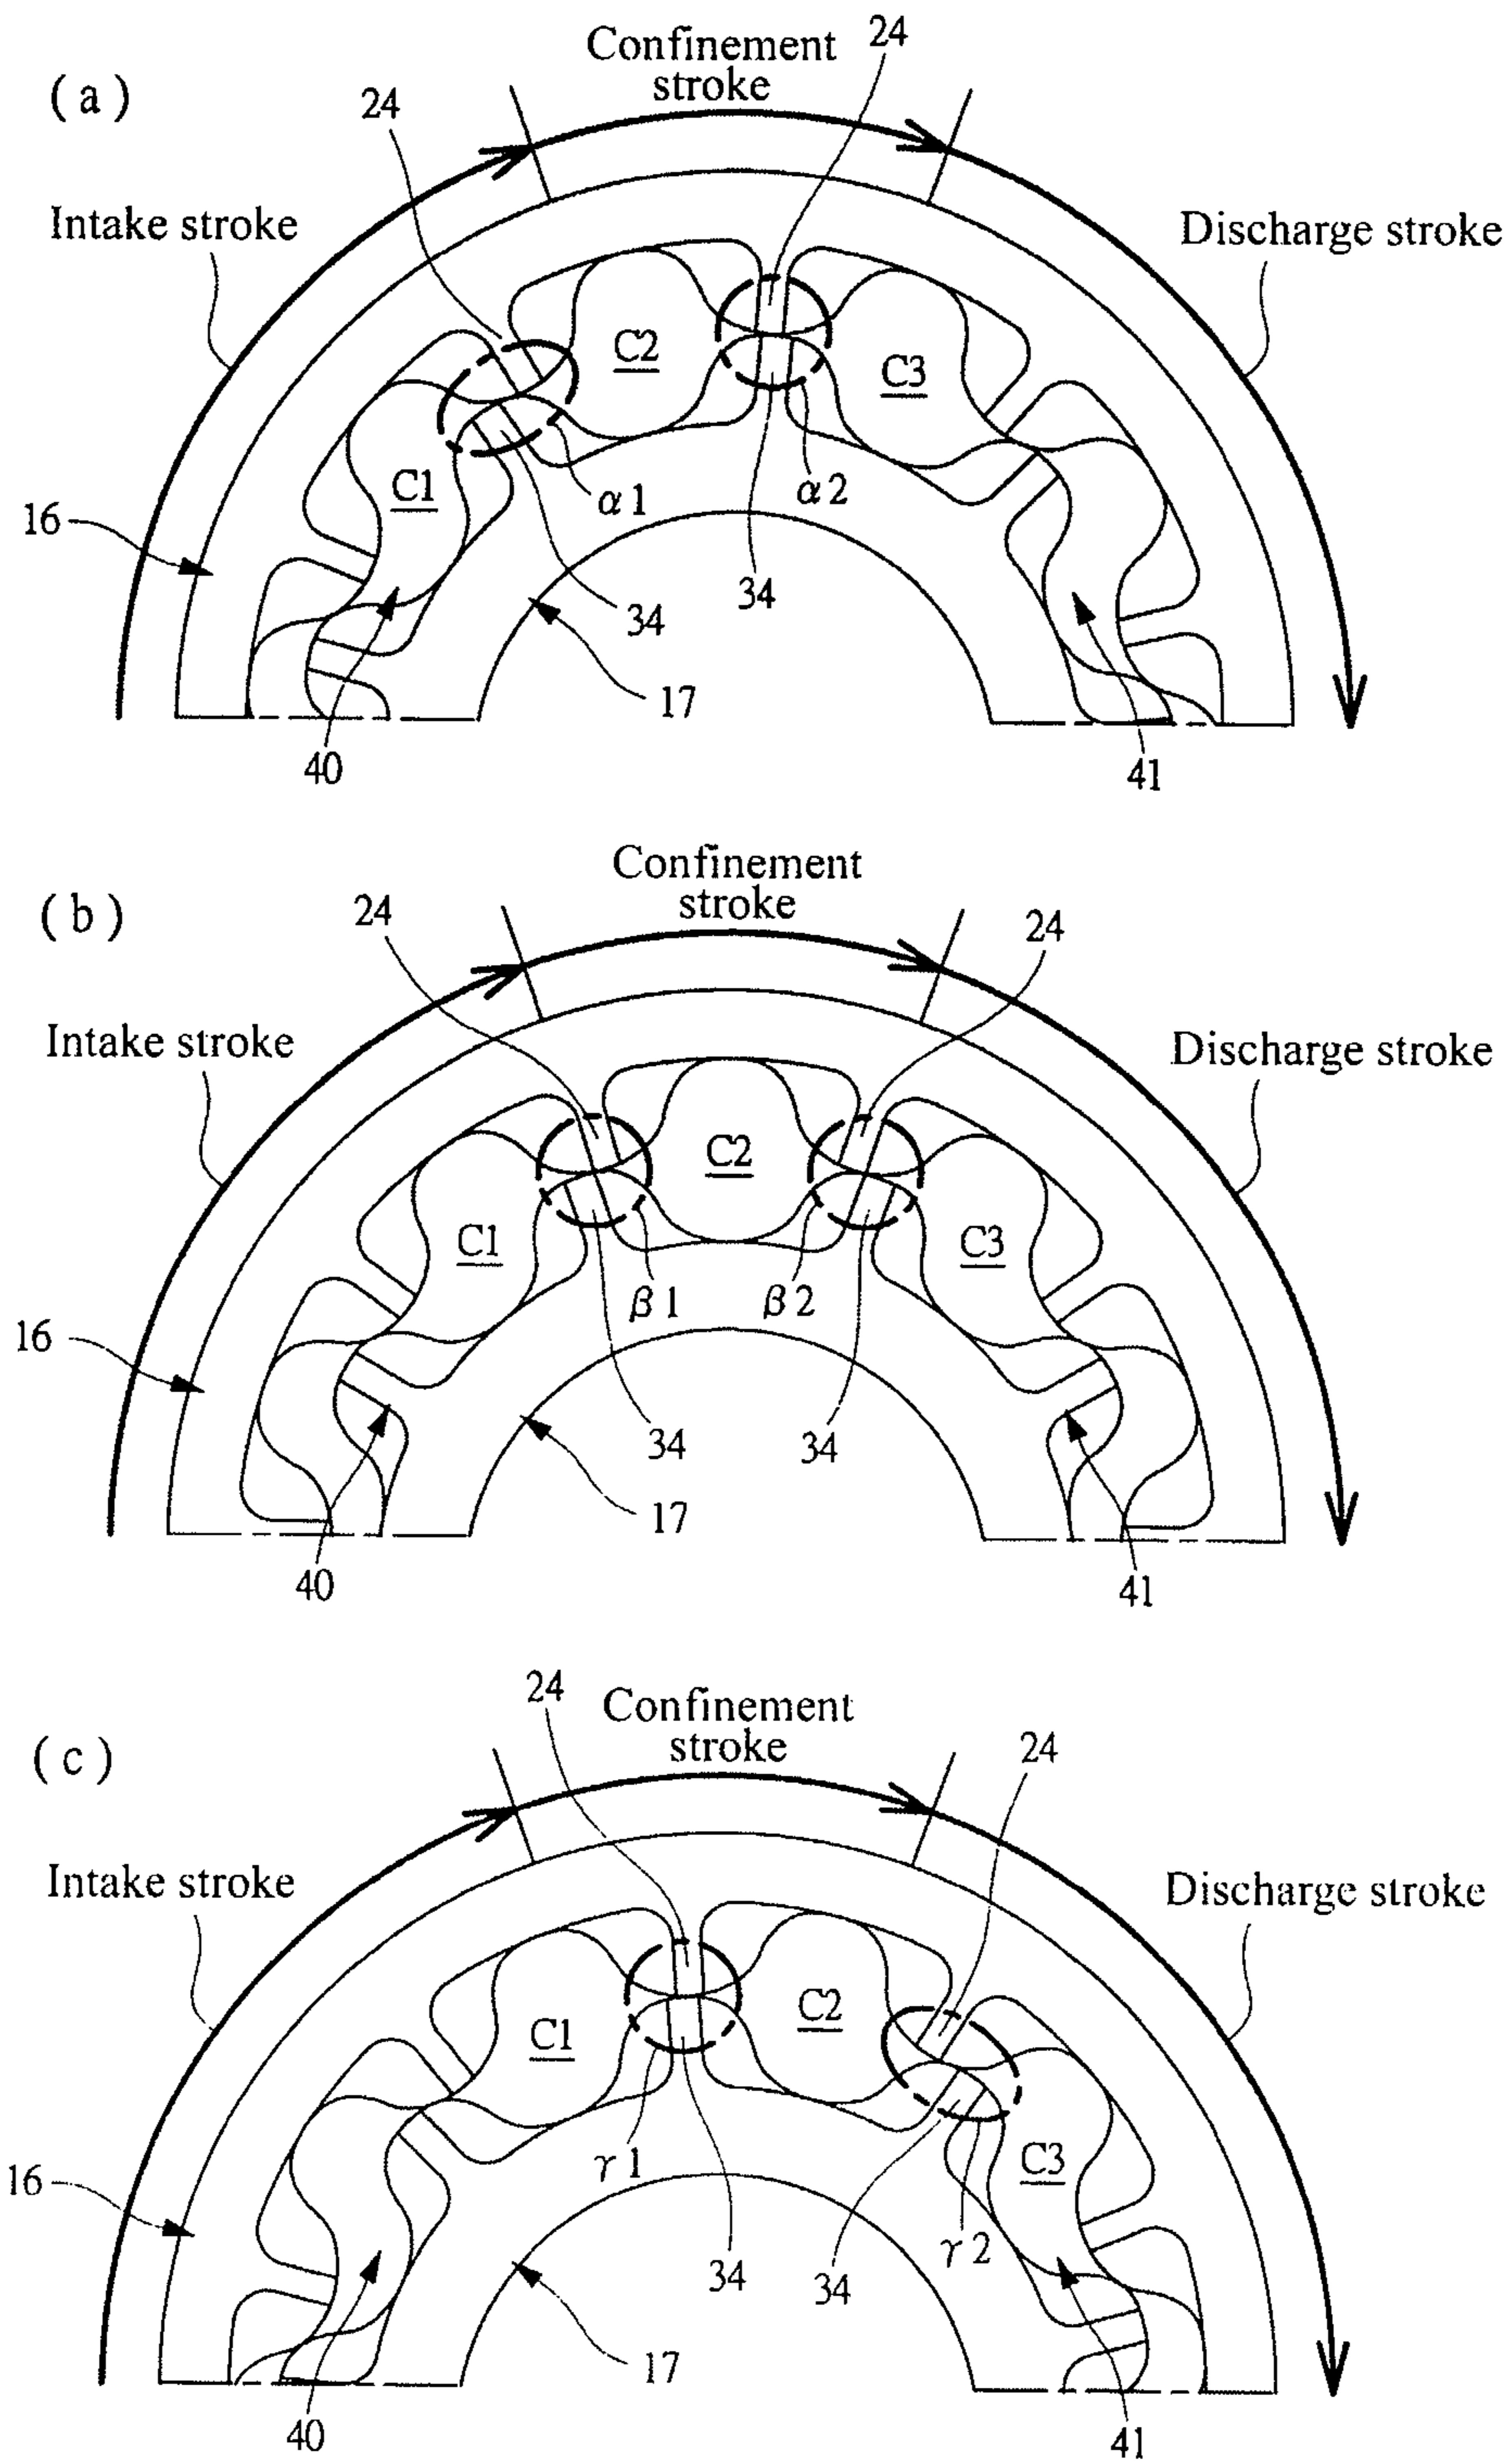 (a)
Confinement
stroke
24
24
Intake stroke
Discharge stroke
C2
C3
C1
α1
α2
16
34
34
17
40
41
(b)
Confinement
stroke
24
24
Intake stroke
Discharge stroke
C2
C1
C3
β1
β2
16
34
34
17
40
41
(c)
24
Confinement
stroke
24
Intake stroke
Discharge stroke
C1
C2
C3
γ1
γ2
16
34
34
17
40
41